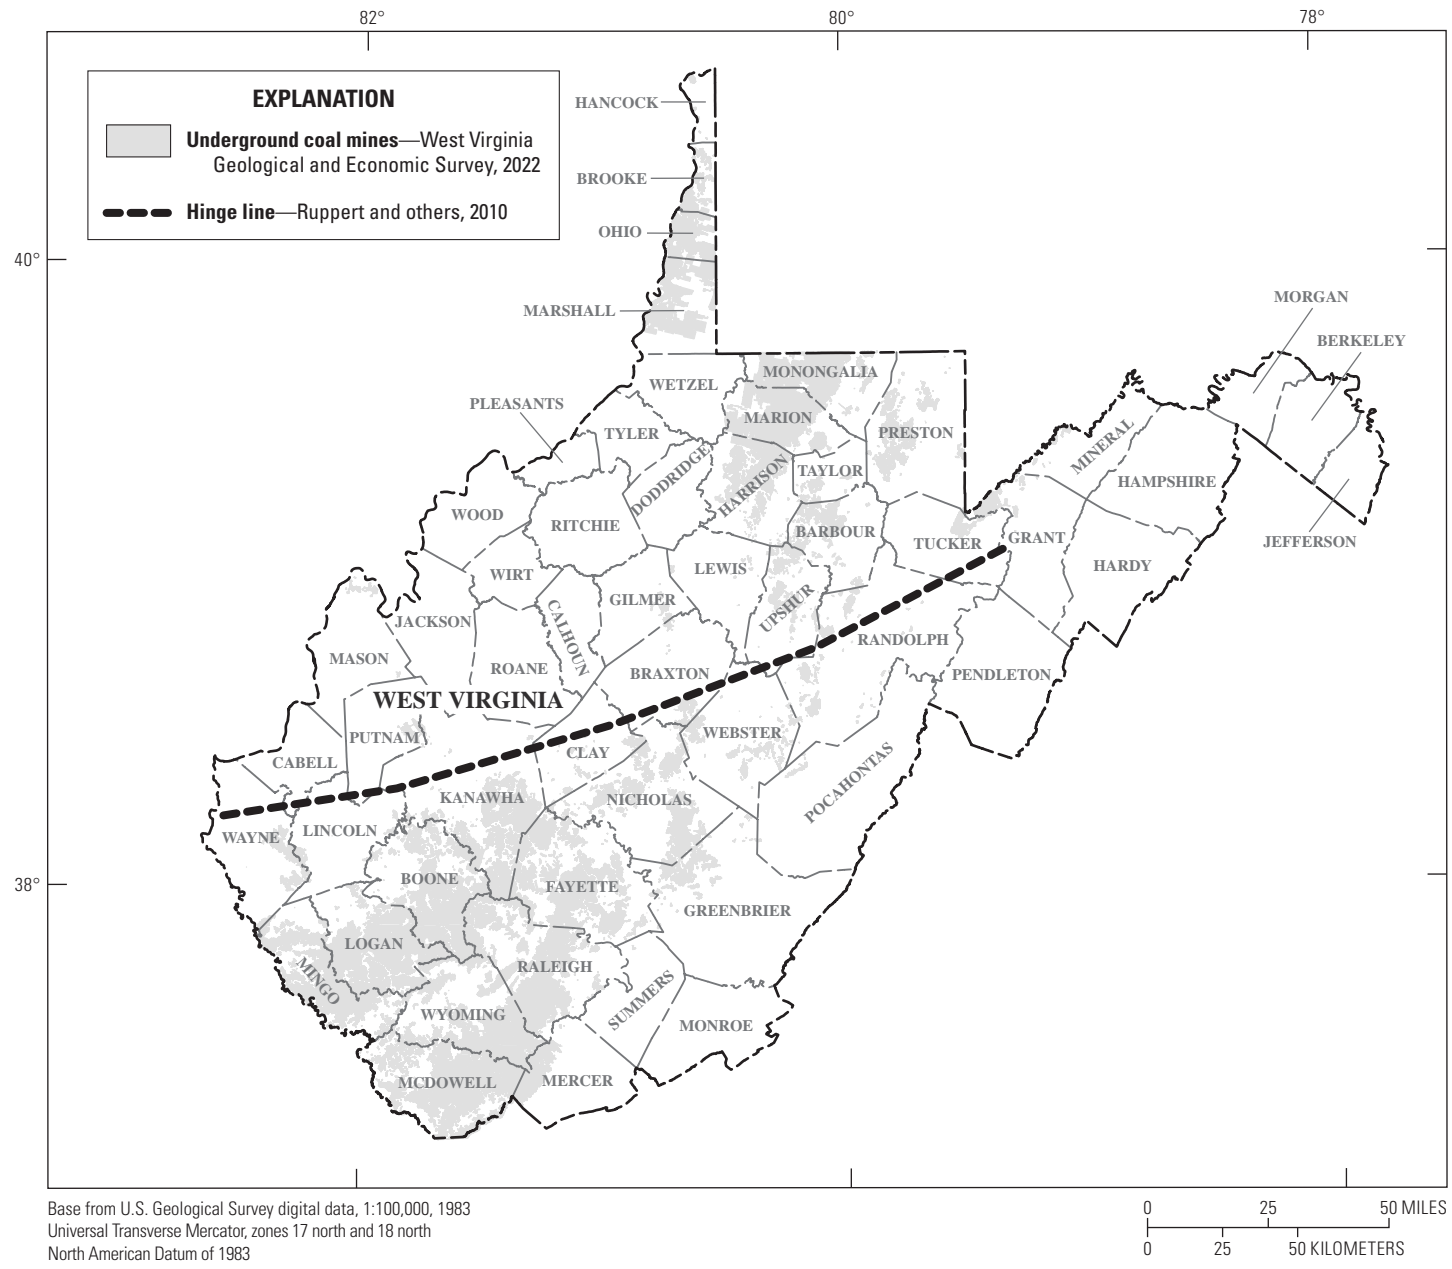 82°
80°
78°
EXPLANATION
Underground coal mines—West Virginia
Geological and Economic Survey, 2022
Hinge line—Ruppert and others, 2010
40°
38°
HANCOCK
BROOKE
OHIO
MARSHALL
MORGAN
BERKELEY
WETZEL
MONONGALIA
PLEASANTS
TYLER
MARION
PRESTON
MINERAL
DODDRIDGE
HARRISON
TAYLOR
HAMPSHIRE
WOOD
RITCHIE
BARBOUR
TUCKER
GRANT
JEFFERSON
WIRT
LEWIS
HARDY
JACKSON
CALHOUN
GILMER
UPSHUR
RANDOLPH
MASON
ROANE
BRAXTON
PENDLETON
WEST VIRGINIA
PUTNAM
CLAY
WEBSTER
CABELL
POCAHONTAS
KANAWHA
NICHOLAS
WAYNE
LINCOLN
BOONE
FAYETTE
GREENBRIER
LOGAN
MINGO
RALEIGH
SUMMERS
WYOMING
MONROE
MCDOWELL
MERCER
Base from U.S. Geological Survey digital data, 1:100,000, 1983
Universal Transverse Mercator, zones 17 north and 18 north
North American Datum of 1983
0 25 50 MILES
0 25 50 KILOMETERS